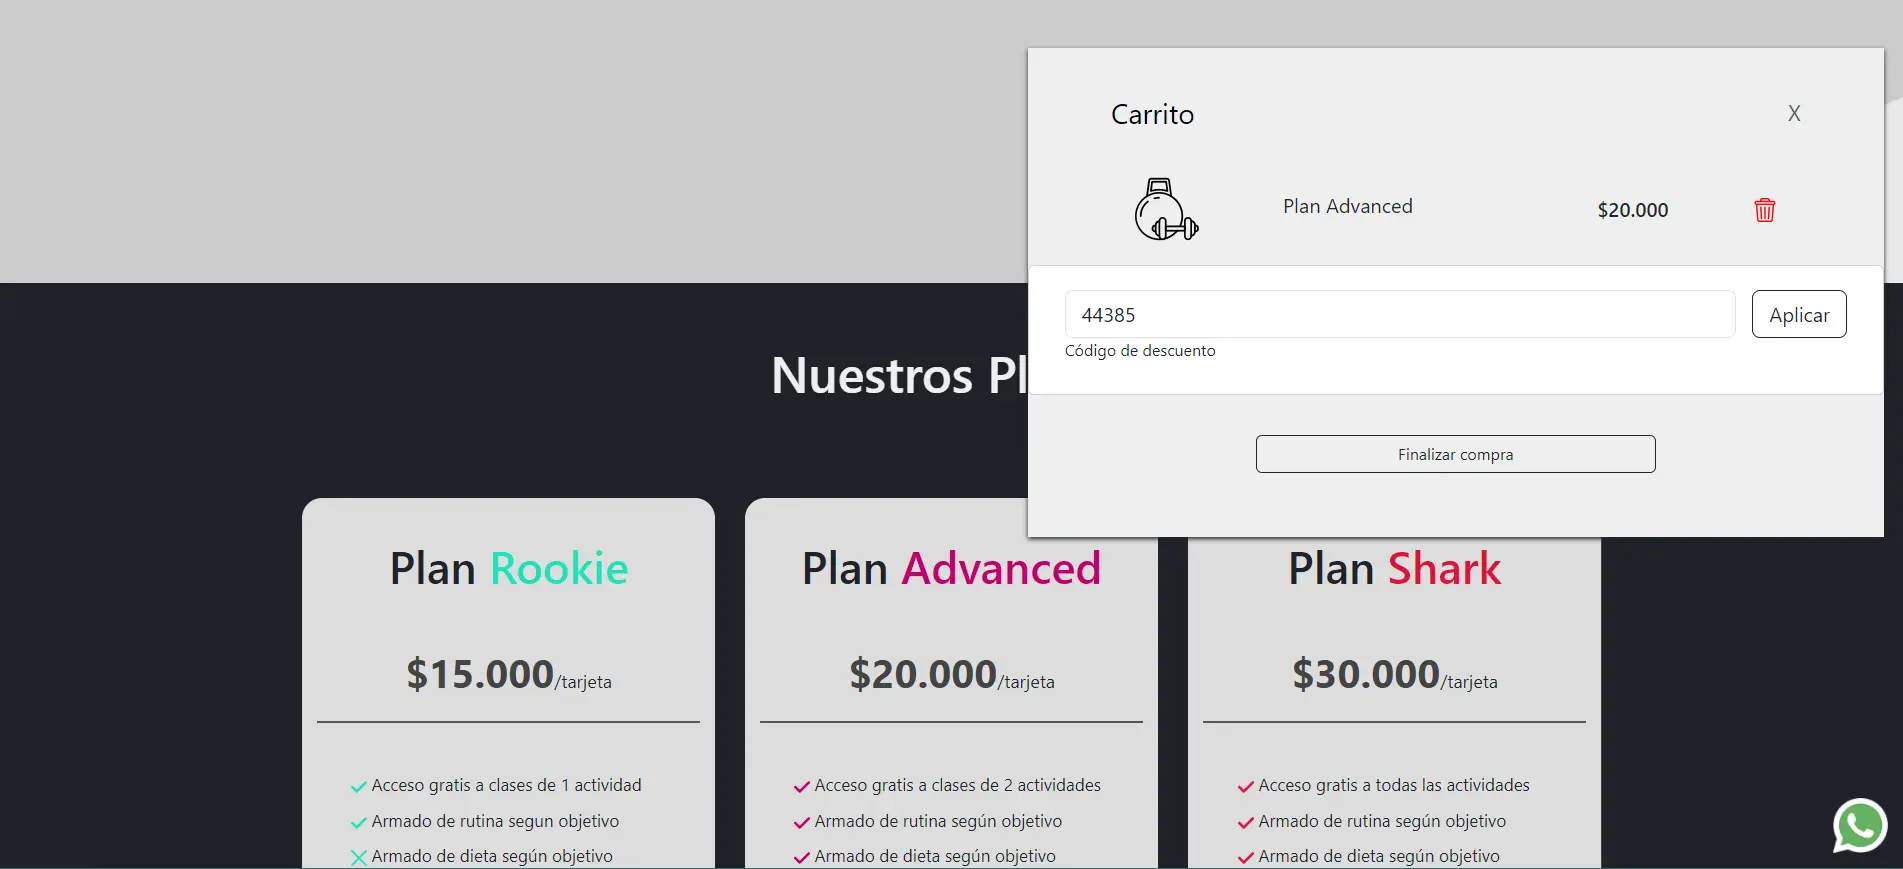 Carrito
X
Plan Advanced
$20.000
44385
Aplicar
Código de descuento
Finalizar compra
Nuestros Pl
Plan Rookie
$15.000/tarjeta
Acceso gratis a clases de 1 actividad
Armado de rutina segun objetivo
Armado de dieta según objetivo
Plan Advanced
$20.000/tarjeta
Acceso gratis a clases de 2 actividades
Armado de rutina según objetivo
Armado de dieta según objetivo
Plan Shark
$30.000/tarjeta
Acceso gratis a todas las actividades
Armado de rutina según objetivo
Armado de dieta según objetivo